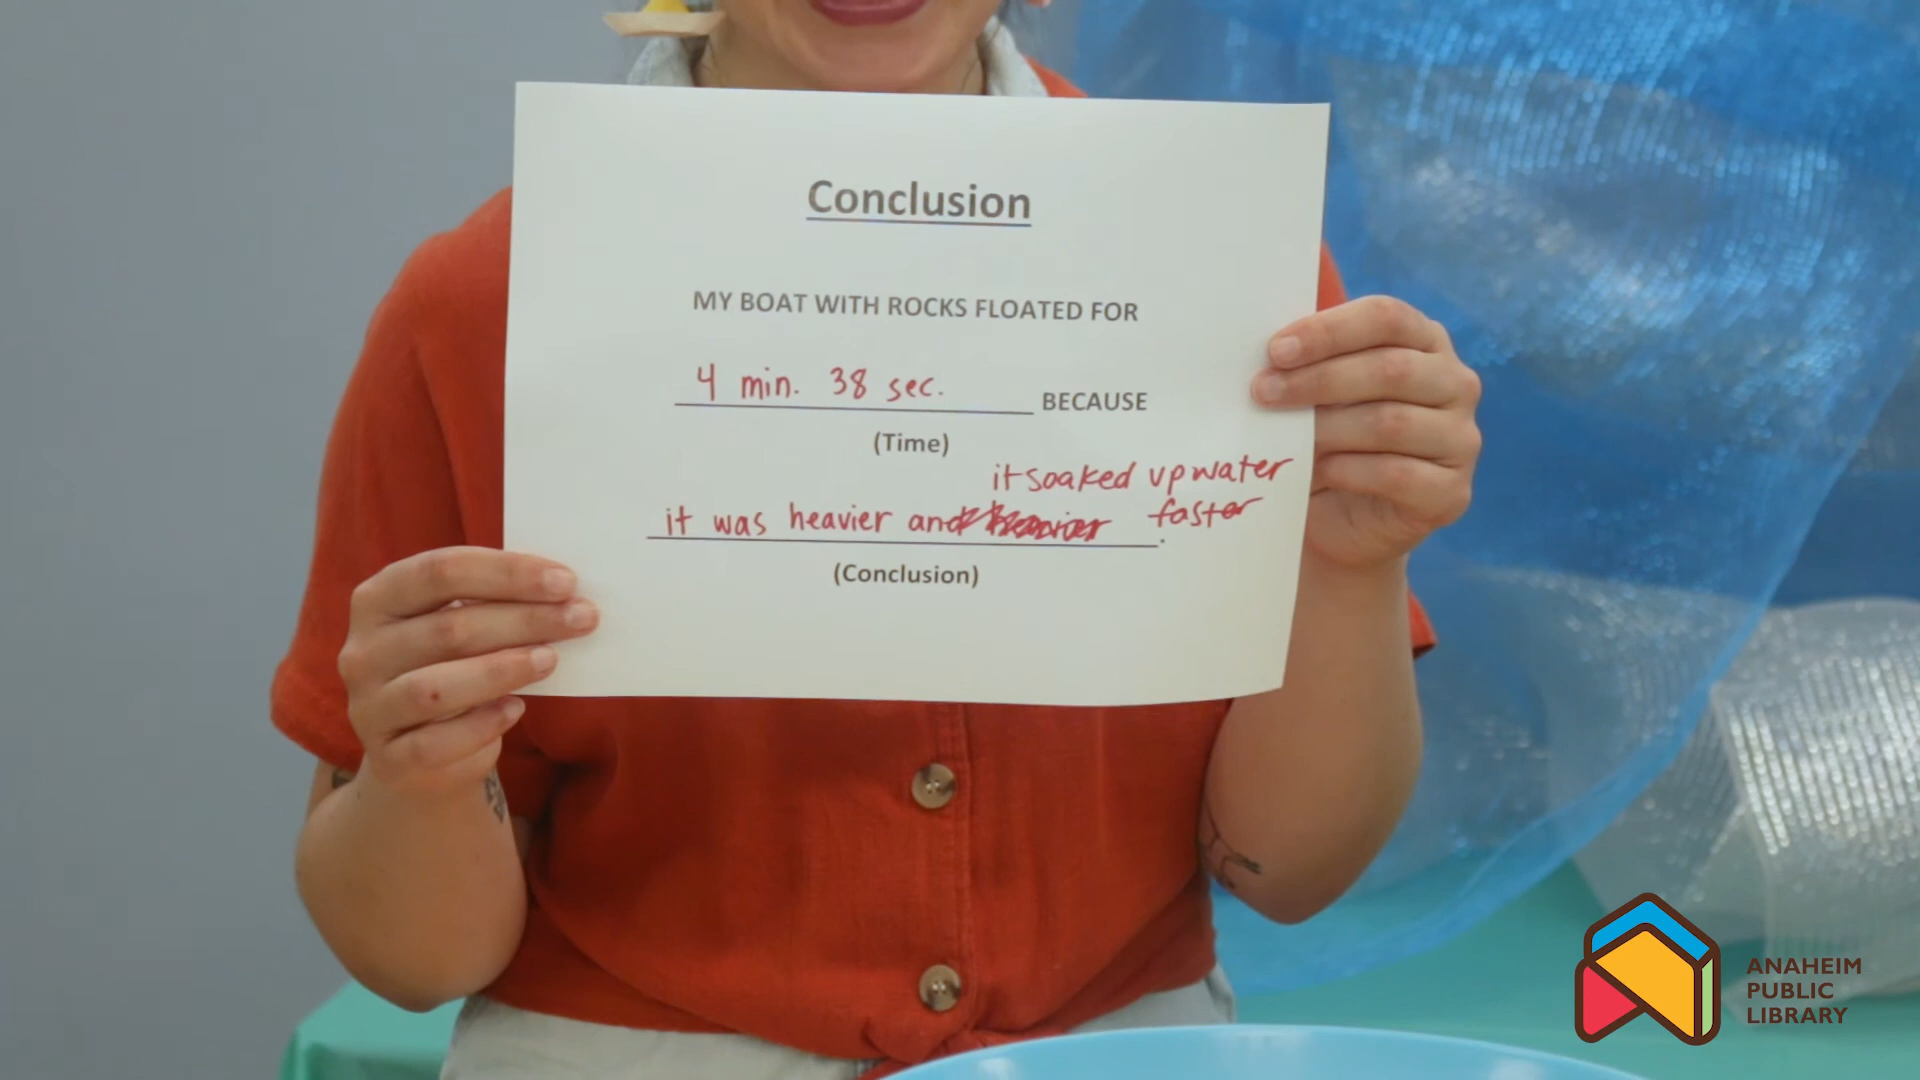 Conclusion
MY BOAT WITH ROCKS FLOATED FOR
4 min. 38 sec. BECAUSE
(Time)
it soaked up water
it was heavier and faster.
(Conclusion)
ANAHEIM
PUBLIC
LIBRARY